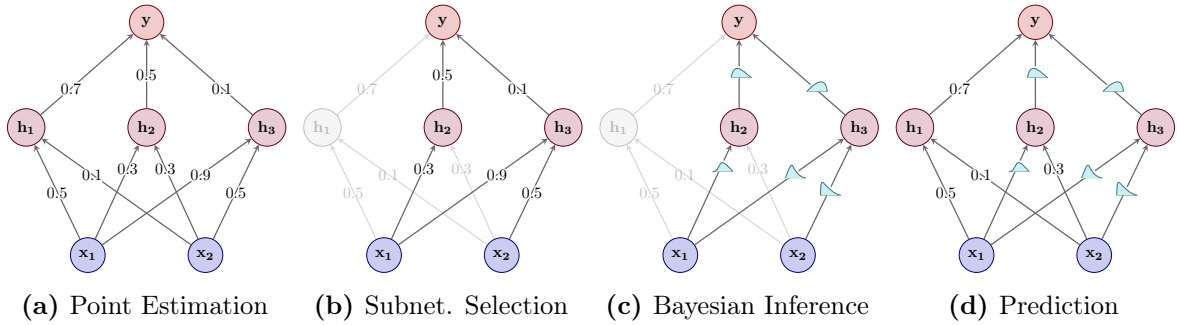 y y y y
0.7 0.5 0.1 0.7 0.5 0.1 0.7 0.7
h₁ h₂ h₃ h₁ h₂ h₃ h₁ h₂ h₃ h₁ h₂ h₃
0.5 0.1 0.3 0.3 0.9 0.5 0.5 0.1 0.3 0.3 0.9 0.5 0.5 0.1 0.3 0.5 0.1 0.3
x₁ x₂ x₁ x₂ x₁ x₂ x₁ x₂
(a) Point Estimation (b) Subnet. Selection (c) Bayesian Inference (d) Prediction